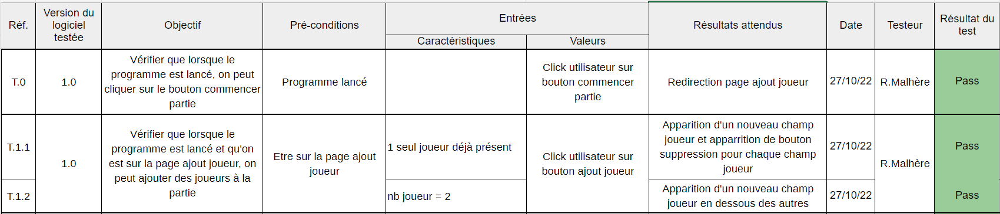 Réf.
Version du
logiciel
testée
Objectif
Pré-conditions
Entrées
Caractéristiques
Valeurs
Résultats attendus
Date
Testeur
Résultat du
test
T.0
1.0
Vérifier que lorsque le
programme est lancé, on peut
cliquer sur le bouton commencer
partie
Programme lancé
Click utilisateur sur
bouton commencer
partie
Redirection page ajout joueur
27/10/22
R.Malhère
Pass
T.1.1
1.0
Vérifier que lorsque le
programme est lancé et qu'on
est sur la page ajout joueur, on
peut ajouter des joueurs à la
partie
Etre sur la page ajout
joueur
1 seul joueur déjà présent
Click utilisateur sur
bouton ajout joueur
Apparition d'un nouveau champ
joueur et apparrition de bouton
suppression pour chaque champ
joueur
27/10/22
R.Malhère
Pass
T.1.2
nb joueur = 2
Apparition d'un nouveau champ
joueur en dessous des autres
27/10/22
Pass